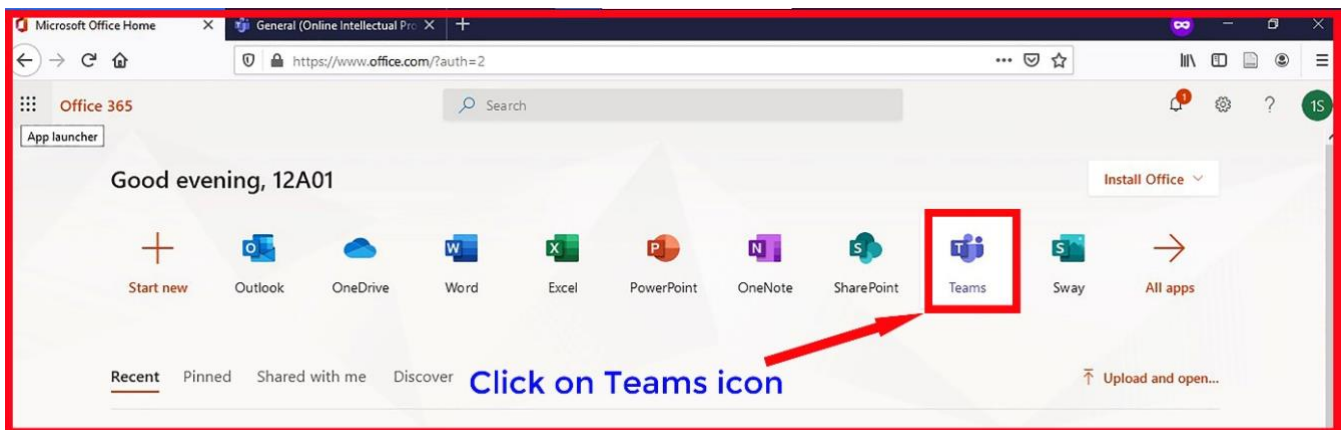 Microsoft Office Home
General (Online Intellectual Pro
https://www.office.com/?auth=2
Office 365
Search
1
?
1S
App launcher
Good evening, 12A01
Install Office
Start new
Outlook
OneDrive
Word
Excel
PowerPoint
OneNote
SharePoint
Teams
Sway
All apps
Recent
Pinned
Shared with me
Discover
Click on Teams icon
Upload and open...